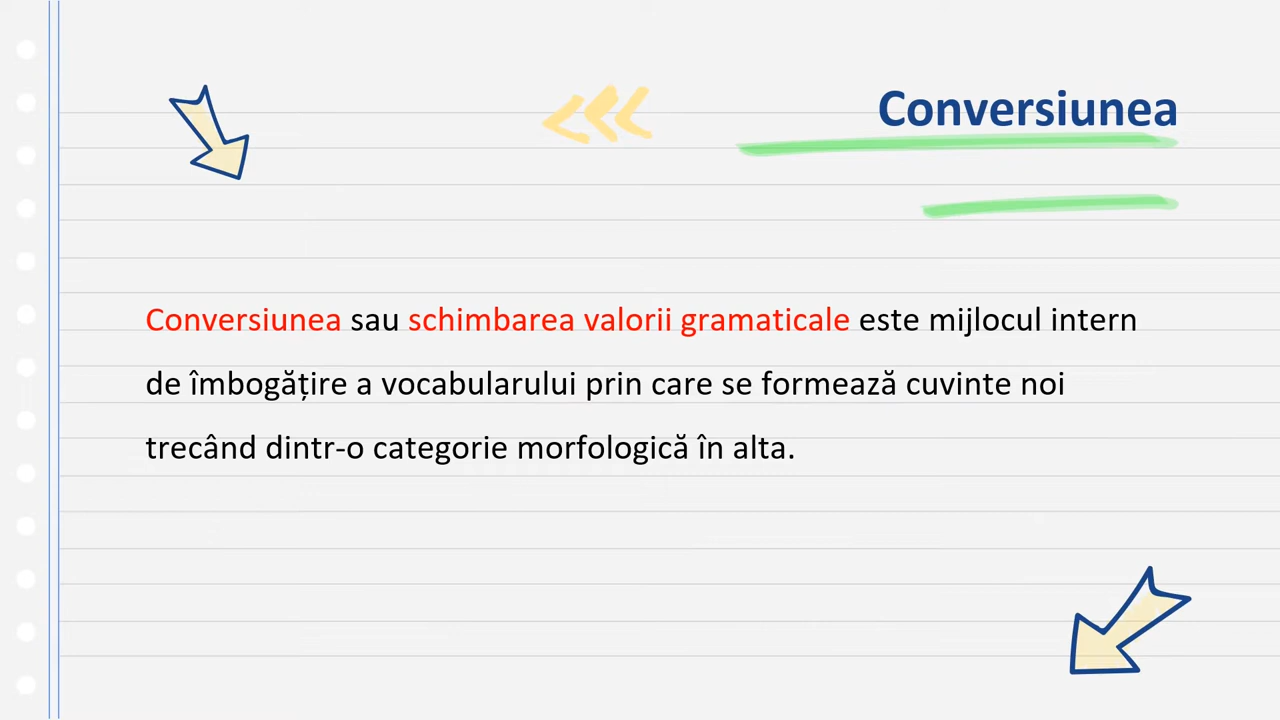 Conversiunea
Conversiunea sau schimbarea valorii gramaticale este mijlocul intern
de îmbogățire a vocabularului prin care se formează cuvinte noi
trecând dintr-o categorie morfologică în alta.